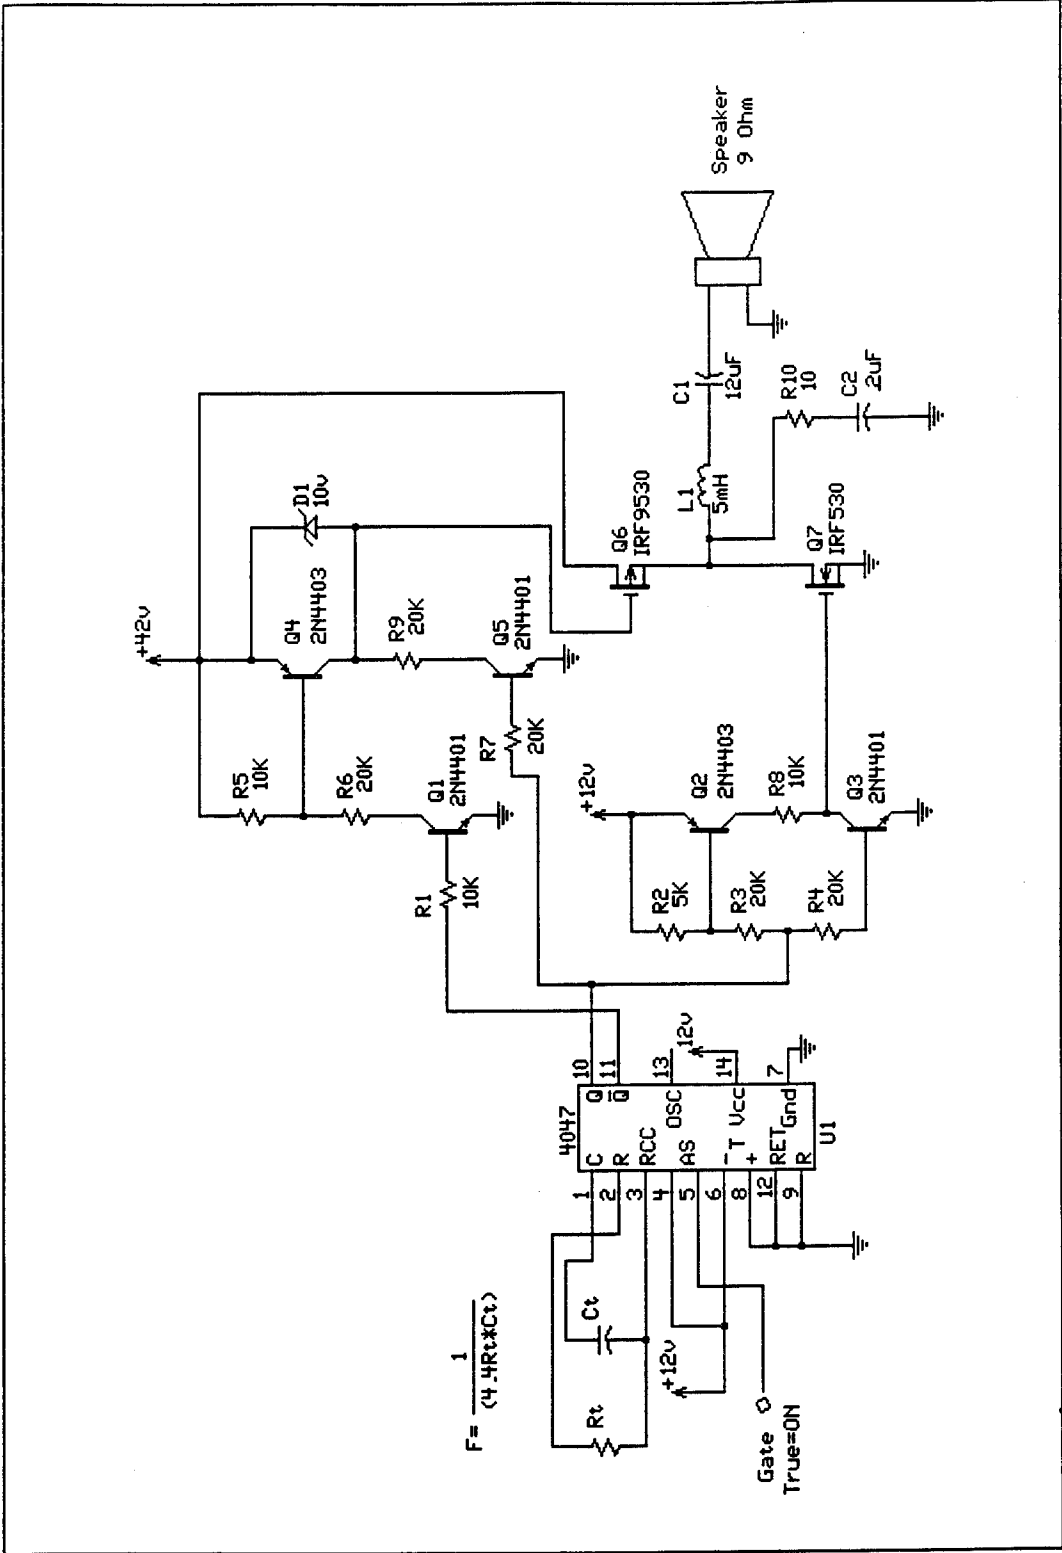 F= 1
(4.4Rt*Ct)
Rt
Ct
+12v
Gate
True=ON
4047
1
2
3
4
5
6
8
12
9
C
R
RCC
AS
-
T
+
RET
R
Q
Q̅
OSC
Vcc
Gnd
10
11
13
14
7
12v
U1
R1
10K
+42v
R5
10K
R6
20K
Q1
2N4401
Q4
2N4403
D1
10v
R9
20K
Q5
2N4401
R7
20K
+12v
R2
5K
R3
20K
R4
20K
Q2
2N4403
R8
10K
Q3
2N4401
Q6
IRF9530
Q7
IRF530
L1
5mH
C1
12uF
R10
10
C2
.2uF
Speaker
9 Ohm